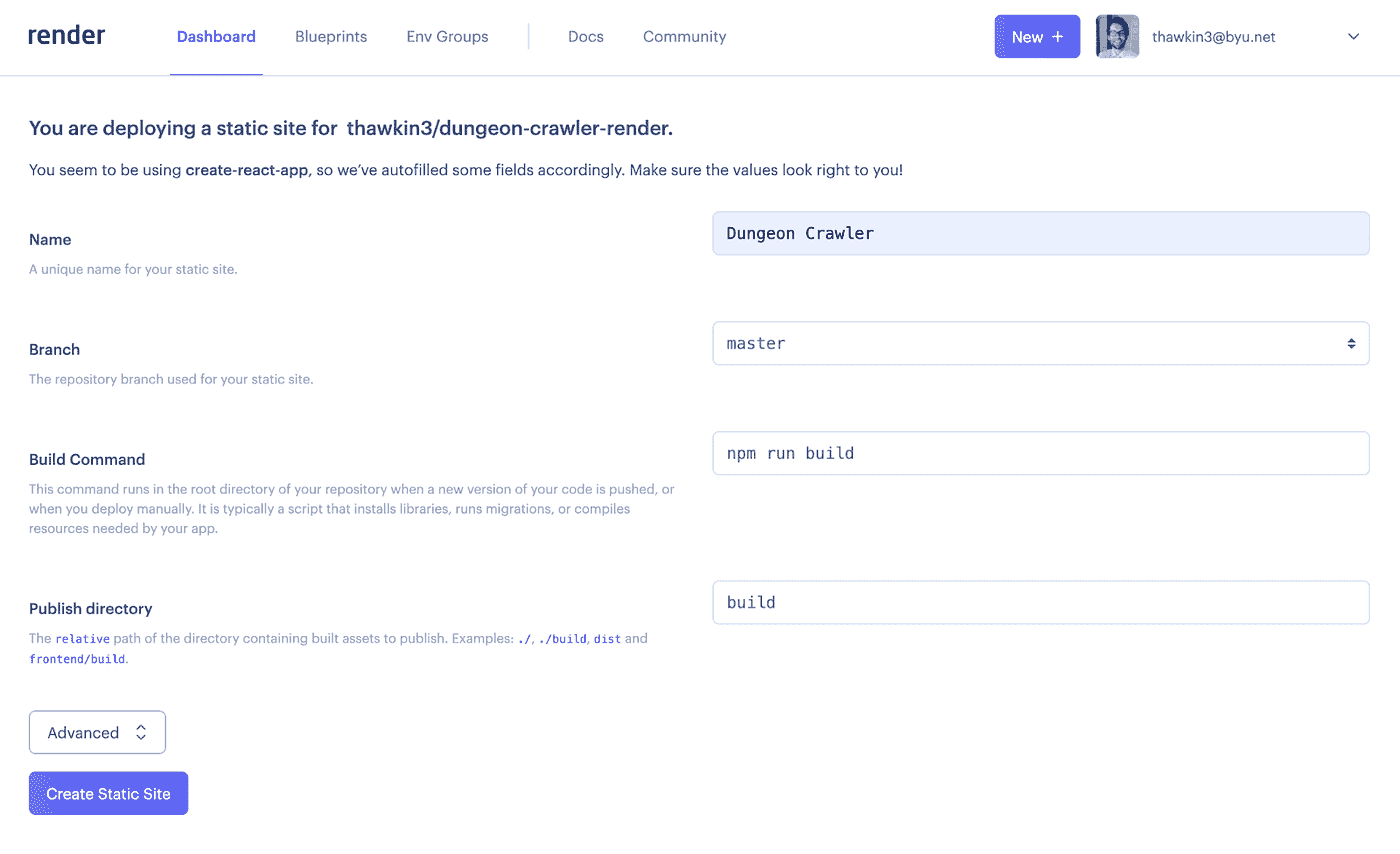 render
Dashboard
Blueprints
Env Groups
Docs
Community
New +
thawkin3@byu.net
You are deploying a static site for thawkin3/dungeon-crawler-render.
You seem to be using create-react-app, so we’ve autofilled some fields accordingly. Make sure the values look right to you!
Name
A unique name for your static site.
Dungeon Crawler
Branch
The repository branch used for your static site.
master
Build Command
This command runs in the root directory of your repository when a new version of your code is pushed, or
when you deploy manually. It is typically a script that installs libraries, runs migrations, or compiles
resources needed by your app.
npm run build
Publish directory
The relative path of the directory containing built assets to publish. Examples: ./, ./build, dist and
frontend/build.
build
Advanced
Create Static Site